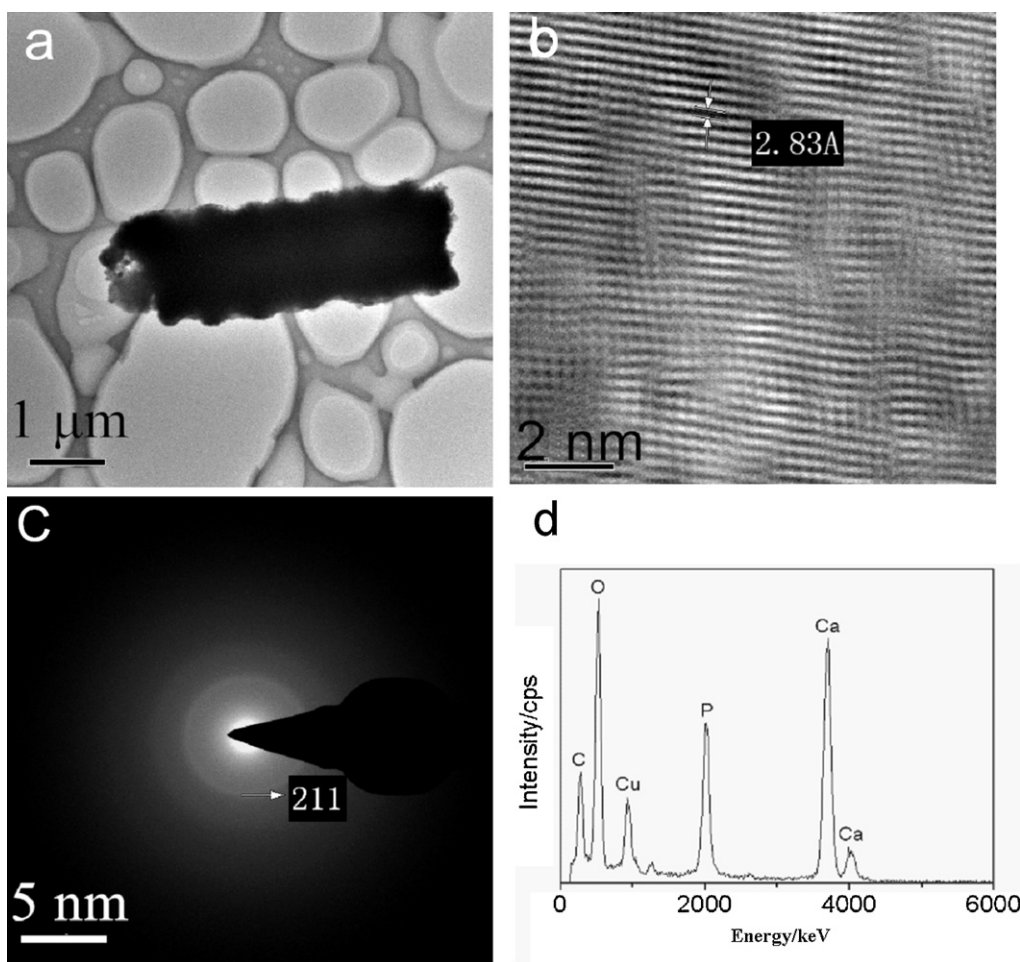 a
1 μm
b
2.83A
2 nm
C
211
5 nm
d
O
Ca
P
C
Cu
Ca
Intensity/cps
0
2000
4000
6000
Energy/keV